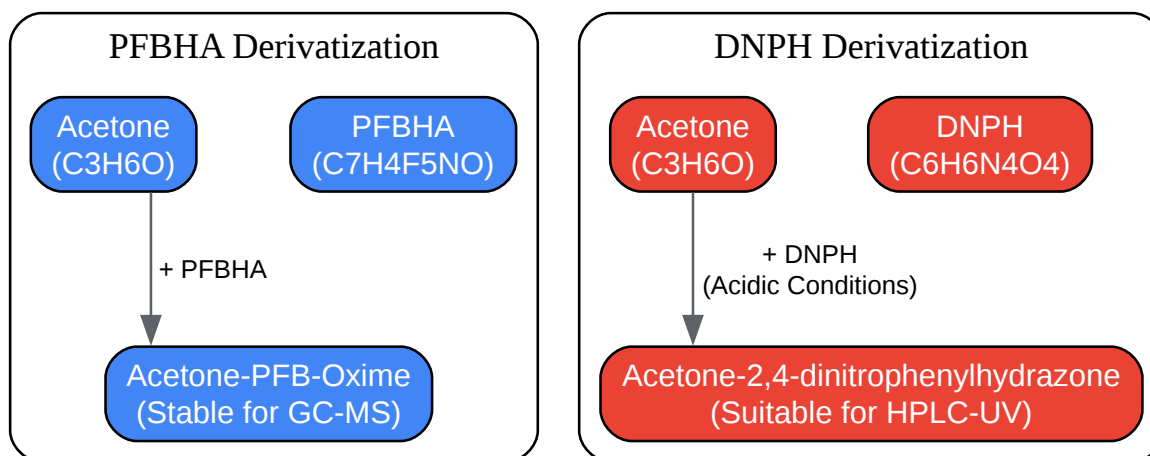 PFBHA Derivatization
Acetone
(C3H6O)
PFBHA
(C7H4F5NO)
+ PFBHA
Acetone-PFB-Oxime
(Stable for GC-MS)
DNPH Derivatization
Acetone
(C3H6O)
DNPH
(C6H6N4O4)
+ DNPH
(Acidic Conditions)
Acetone-2,4-dinitrophenylhydrazone
(Suitable for HPLC-UV)